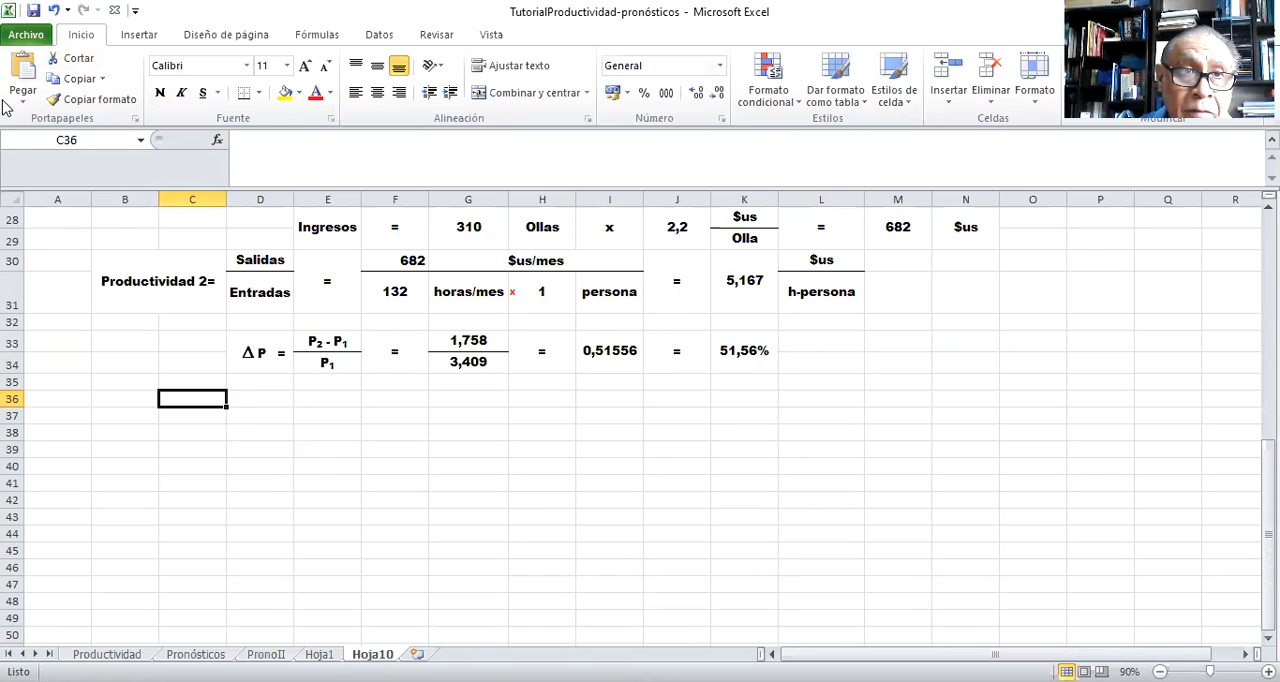 TutorialProductividad-pronósticos - Microsoft Excel
Archivo Inicio Insertar Diseño de página Fórmulas Datos Revisar Vista
Pegar Cortar Copiar Copiar formato
Calibri 11 Ajustar texto General
N K S Combinar y centrar % 000
Formato condicional Dar formato como tabla Estilos de celda Insertar Eliminar Formato
Portapapeles Fuente Alineación Número Estilos Celdas Modificar
C36 fx
A B C D E F G H I J K L M N O P Q R
28 $us
29 Ingresos = 310 Ollas x 2,2 Olla = 682 $us
30 Salidas 682 $us/mes $us
Productividad 2= = = 5,167
31 Entradas 132 horas/mes x 1 persona h-persona
32
33 P2 - P1 1,758
Δ P = = = 0,51556 = 51,56%
34 P1 3,409
35
36
37
38
39
40
41
42
43
44
45
46
47
48
49
50
Productividad Pronósticos PronoII Hoja1 Hoja10
Listo 90%